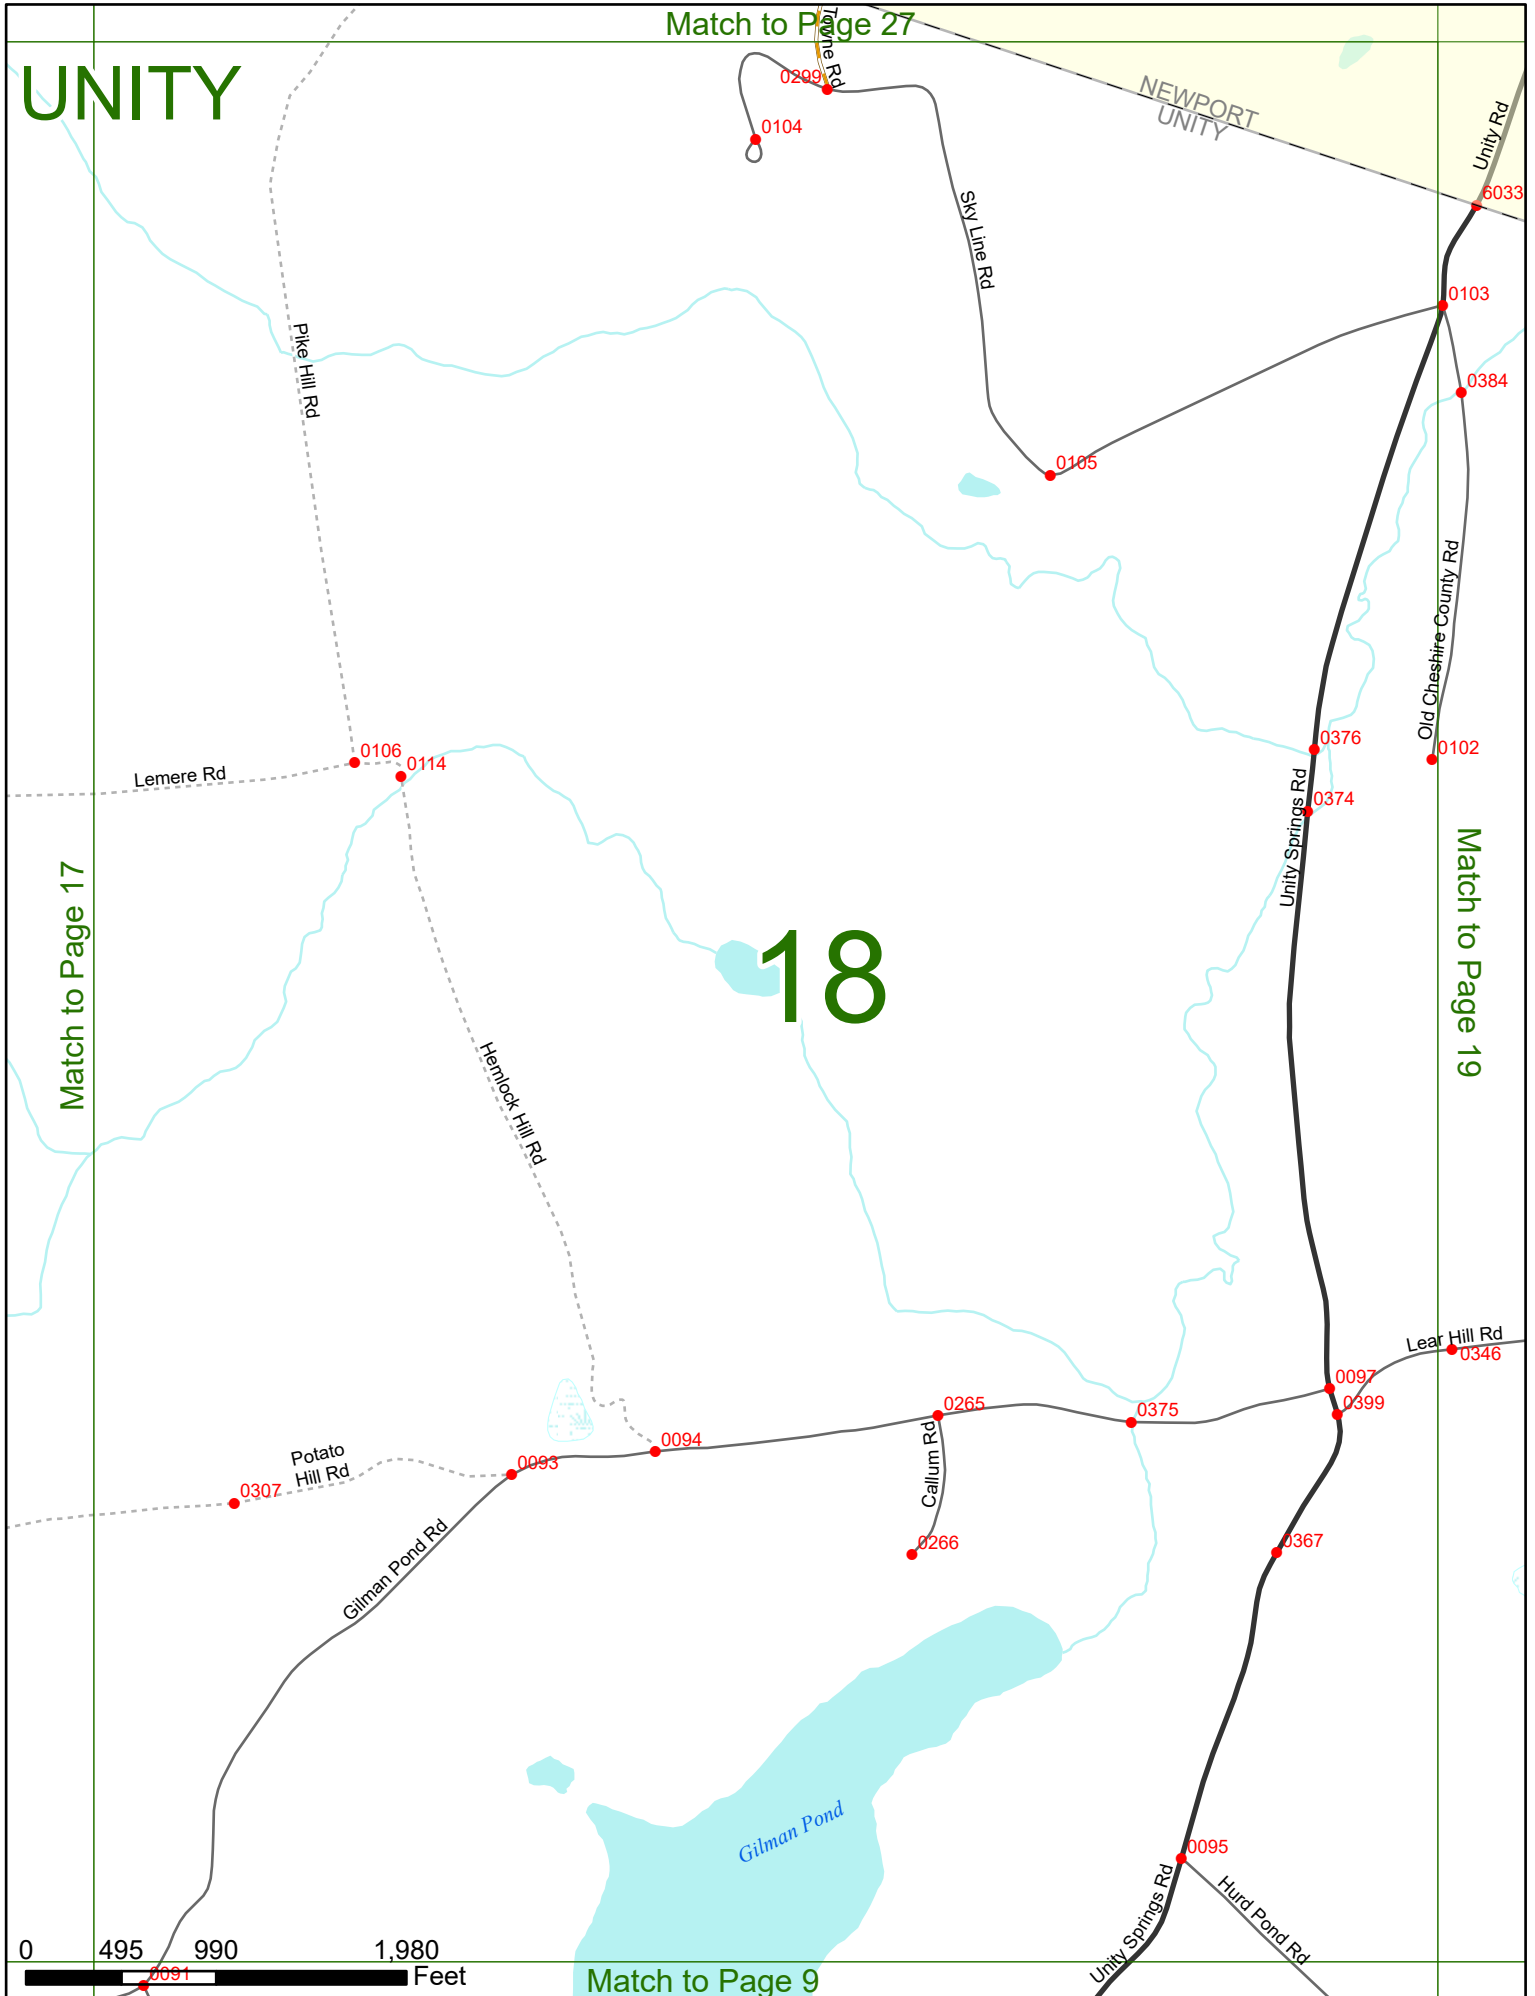 Match to Page 27
UNITY
Towne Rd
0299
0104
NEWPORT
UNITY
Unity Rd
6033
Sky Line Rd
0103
Pike Hill Rd
0384
0105
Old Cheshire County Rd
0376
0102
0106
0114
Lemere Rd
0374
Unity Springs Rd
Match to Page 17
18
Match to Page 19
Hemlock Hill Rd
Lear Hill Rd
0346
0097
0399
0265
0375
Callum Rd
0094
0093
Potato
Hill Rd
0307
0266
0367
Gilman Pond Rd
Gilman Pond
0095
Hurd Pond Rd
Unity Springs Rd
0 495 990 1,980
Feet
0091
Match to Page 9